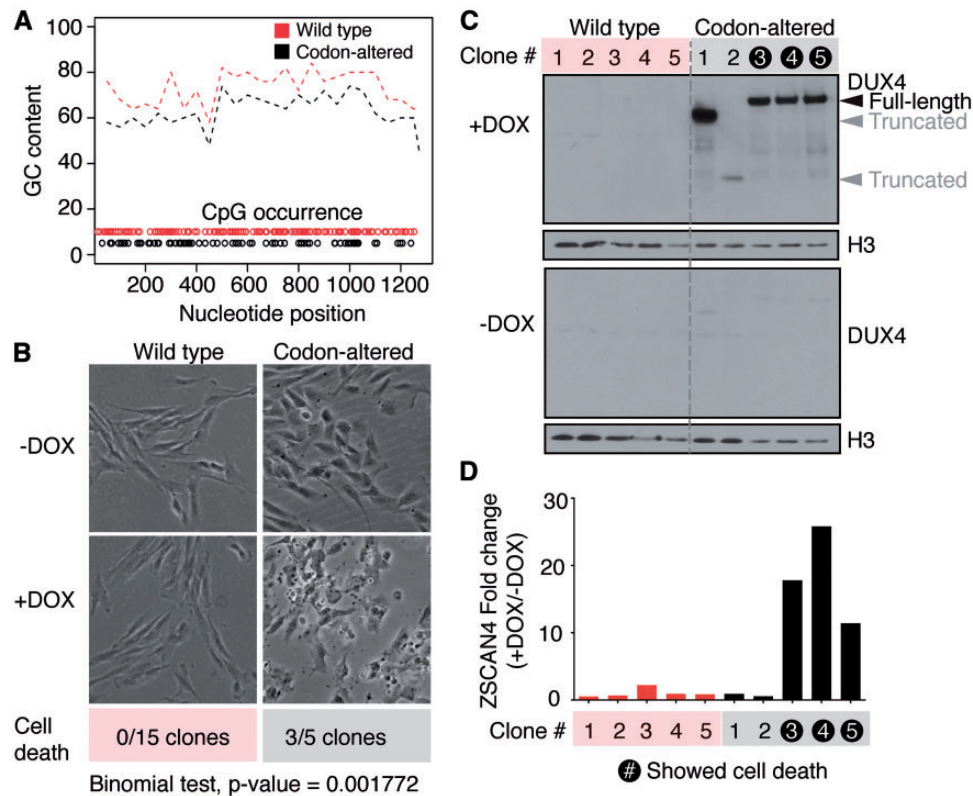 A
Wild type
Codon-altered
GC content
100
80
60
40
20
0
CpG occurrence
200 400 600 800 1000 1200
Nucleotide position
B
Wild type Codon-altered
-DOX
+DOX
Cell death
0/15 clones 3/5 clones
Binomial test, p-value = 0.001772
C
Wild type Codon-altered
Clone # 1 2 3 4 5 1 2 3 4 5
DUX4
+DOX
Full-length
Truncated
Truncated
H3
-DOX
DUX4
H3
D
ZSCAN4 Fold change
(+DOX/-DOX)
30
20
10
0
Clone # 1 2 3 4 5 1 2 3 4 5
# Showed cell death